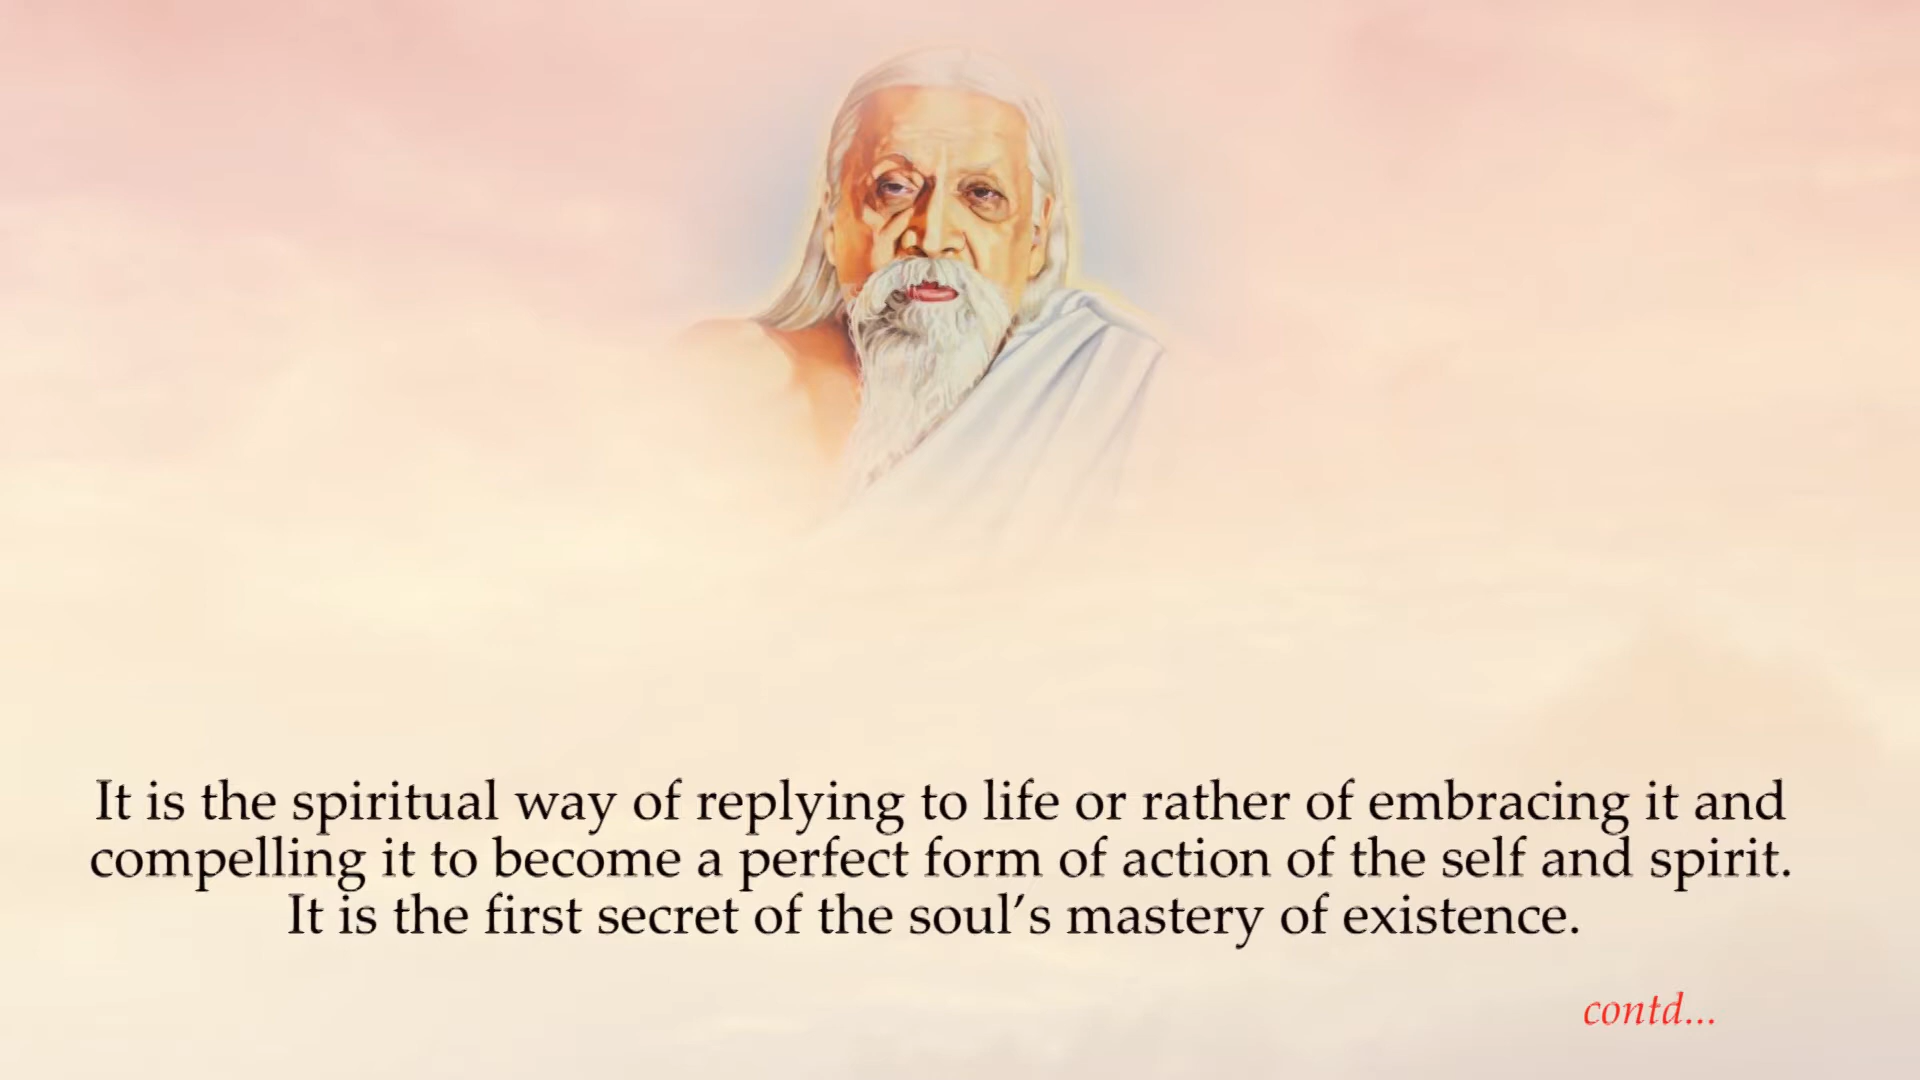 It is the spiritual way of replying to life or rather of embracing it and
compelling it to become a perfect form of action of the self and spirit.
It is the first secret of the soul’s mastery of existence.
contd...